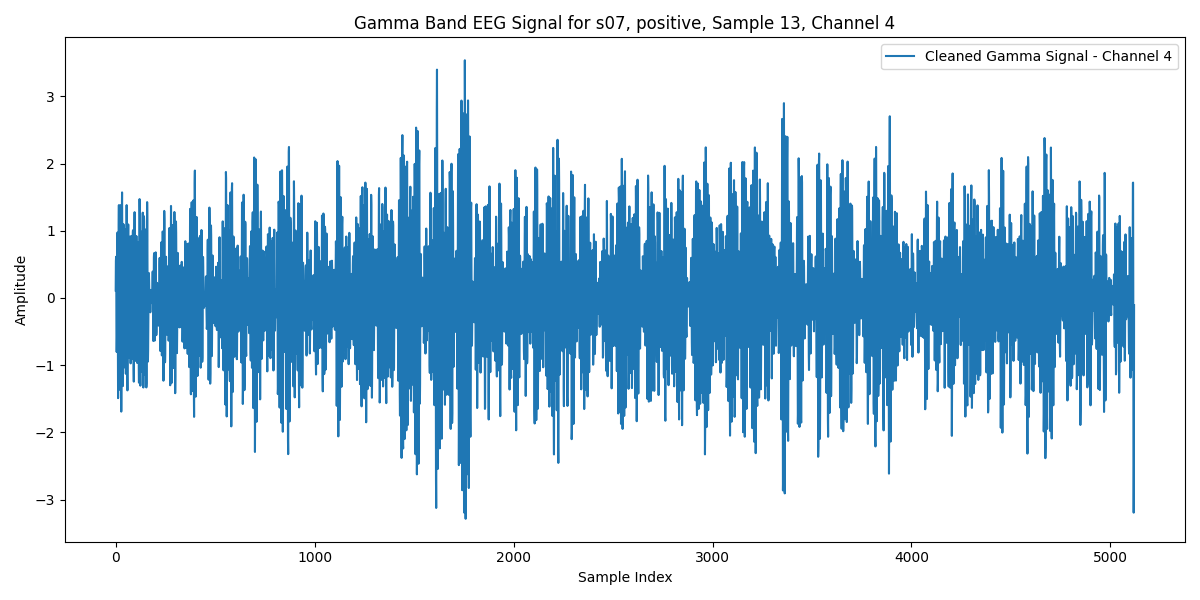 Gamma Band EEG Signal for s07, positive, Sample 13, Channel 4
Cleaned Gamma Signal - Channel 4
3
2
1
0
−1
−2
−3
Amplitude
0 1000 2000 3000 4000 5000
Sample Index